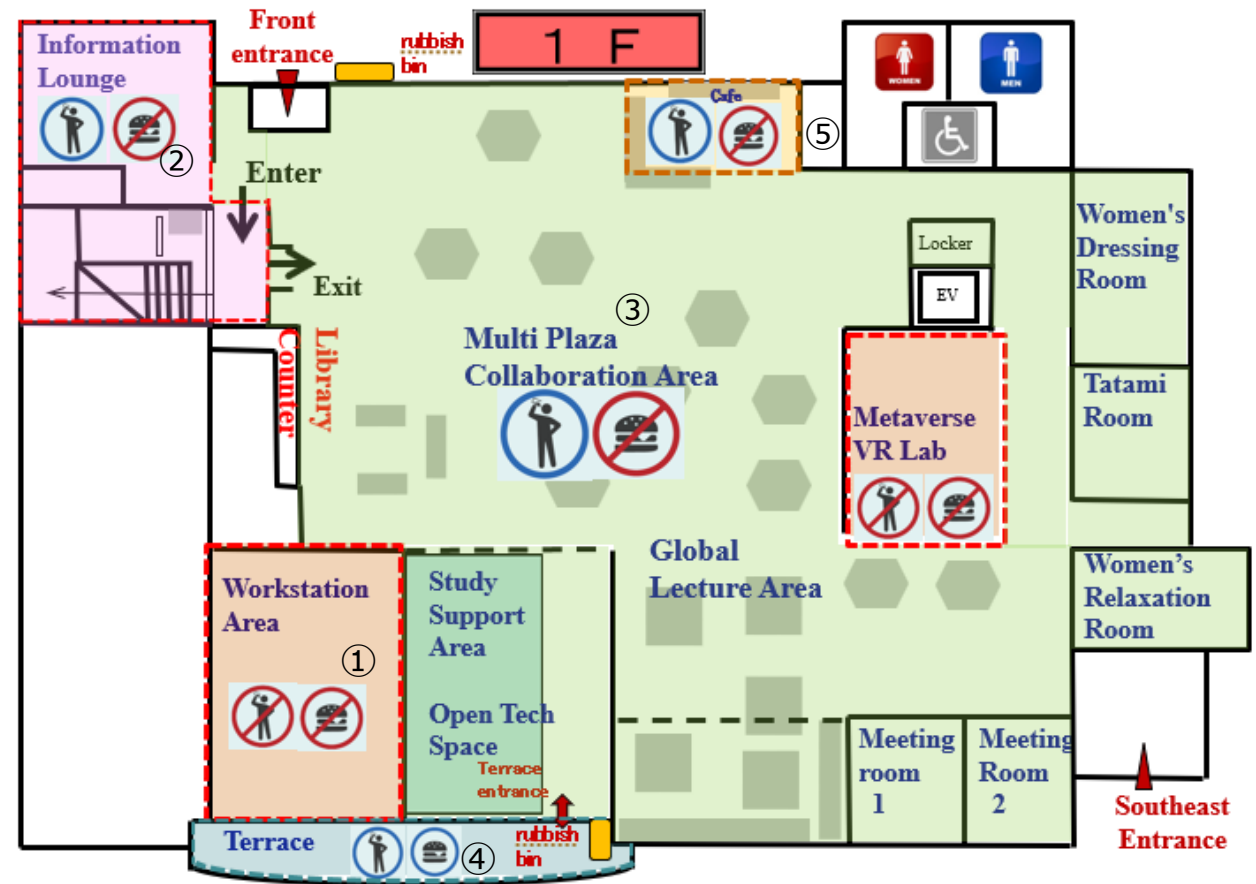 1 F
Front
entrance
rubbish
bin
Information
Lounge
②
Enter
Exit
Çafe
⑤
WOMEN
MEN
Women's
Dressing
Room
Locker
EV
③
Multi Plaza
Collaboration Area
Library
Counter
Tatami
Room
Metaverse
VR Lab
Global
Lecture Area
Women’s
Relaxation
Room
Workstation
Area
①
Study
Support
Area
Open Tech
Space
Terrace
entrance
Meeting
room
1
Meeting
Room
2
Southeast
Entrance
Terrace
④
rubbish
bin